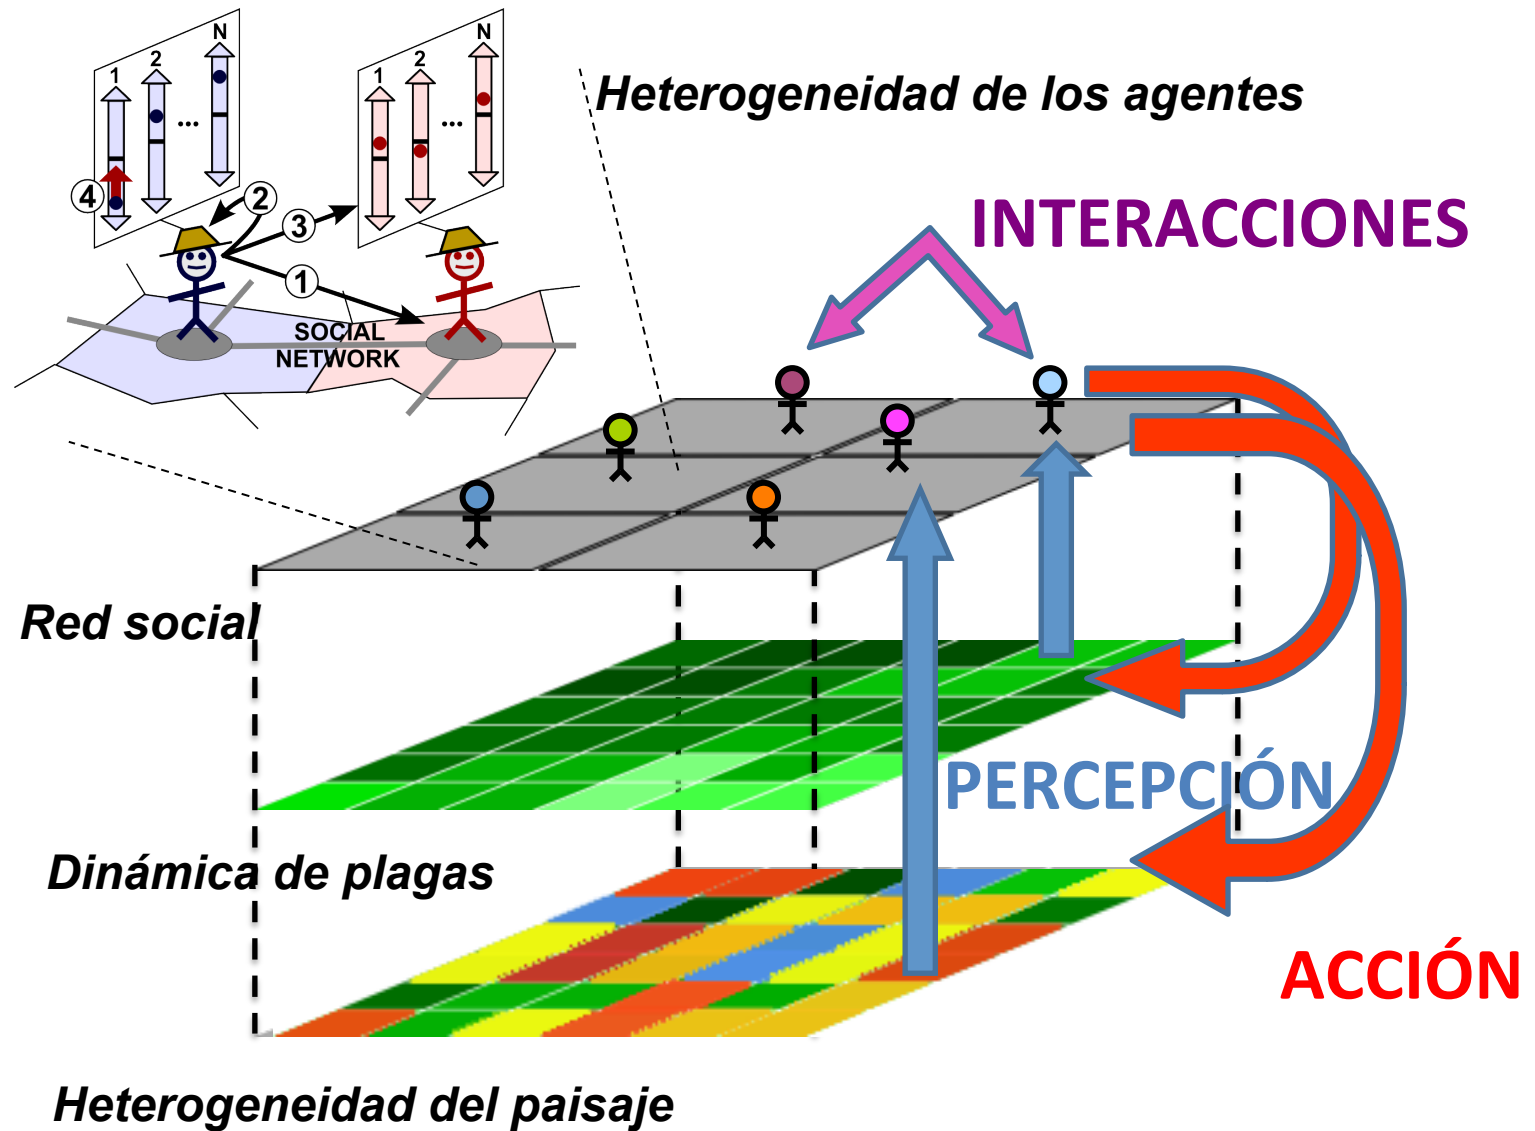 N
2
1
...
N
2
1
...
Heterogeneidad de los agentes
4
2
3
1
SOCIAL
NETWORK
INTERACCIONES
Red social
PERCEPCIÓN
Dinámica de plagas
ACCIÓN
Heterogeneidad del paisaje